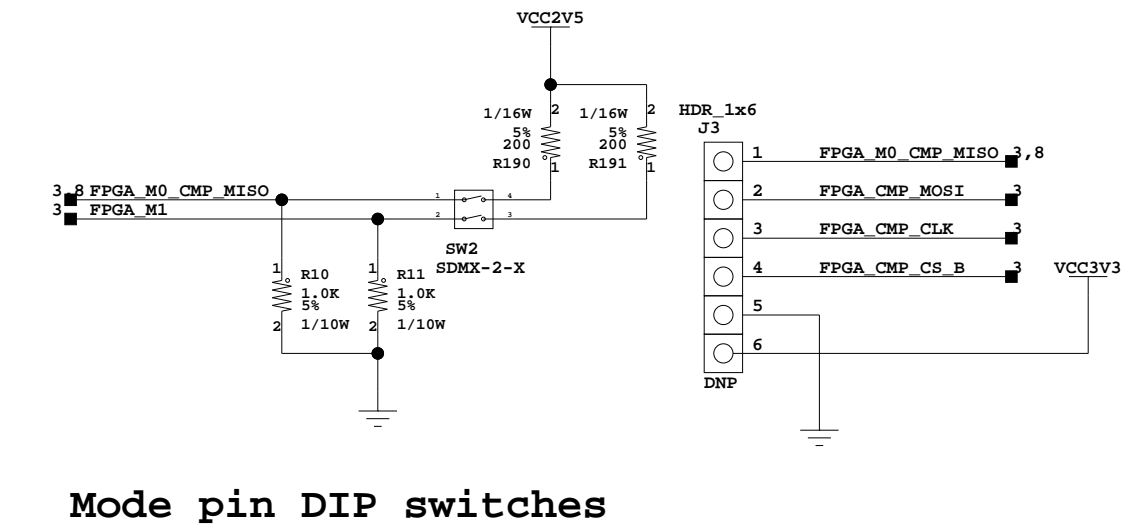 VCC2V5
1/16W 2
5%
200
R190 1
1/16W 2
5%
200
R191 1
3,8 FPGA_M0_CMP_MISO
3 FPGA_M1
1 4
2 3
SW2
SDMX-2-X
1 R10
1.0K
5%
2 1/10W
1 R11
1.0K
5%
2 1/10W
HDR_1x6
J3
1 FPGA_M0_CMP_MISO 3,8
2 FPGA_CMP_MOSI 3
3 FPGA_CMP_CLK 3
4 FPGA_CMP_CS_B 3
VCC3V3
5
6
DNP
Mode pin DIP switches